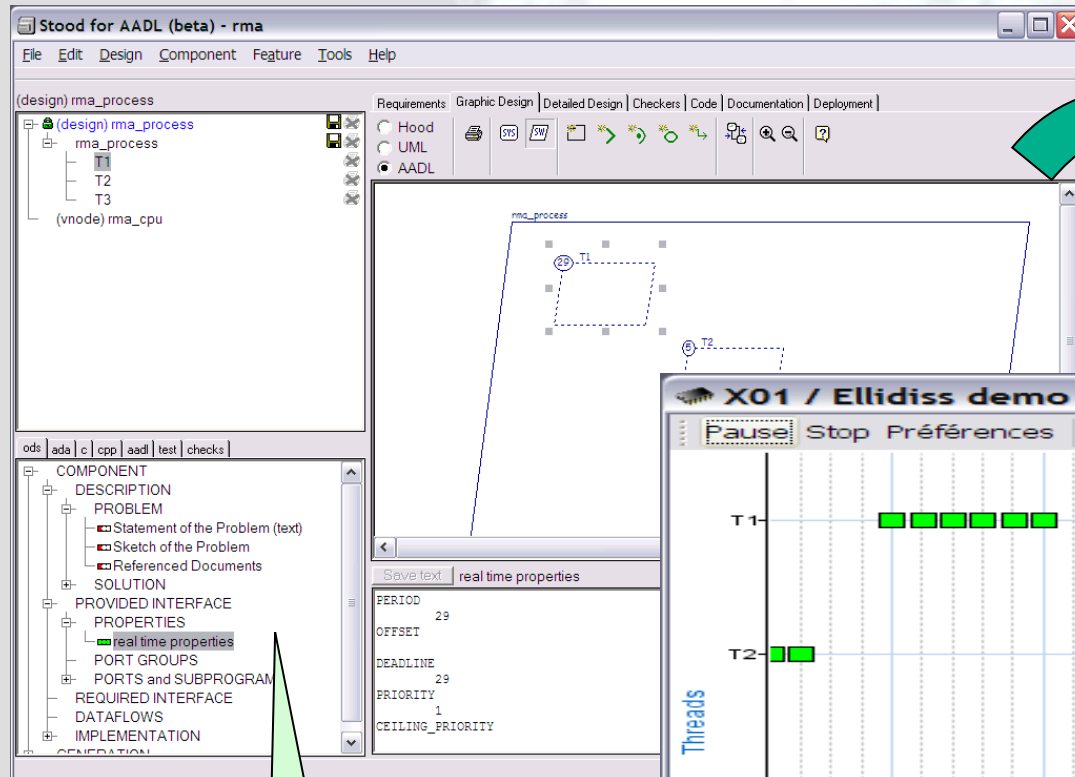 Stood for AADL (beta) - rma
File Edit Design Component Feature Tools Help
(design) rma_process
(design) rma_process
rma_process
T1
T2
T3
(vnode) rma_cpu
Requirements Graphic Design Detailed Design Checkers Code Documentation Deployment
Hood
UML
AADL
SYS SW
rma_process
29 T1
5 T2
ods ada c cpp aadl test checks
COMPONENT
DESCRIPTION
PROBLEM
Statement of the Problem (text)
Sketch of the Problem
Referenced Documents
SOLUTION
PROVIDED INTERFACE
PROPERTIES
real time properties
PORT GROUPS
PORTS and SUBPROGRAM
REQUIRED INTERFACE
DATAFLOWS
IMPLEMENTATION
GENERATION
Save text real time properties
PERIOD
29
OFFSET
DEADLINE
29
PRIORITY
1
CEILING_PRIORITY
X01 / Ellidiss demo
Pause Stop Préférences
T1
T2
Threads